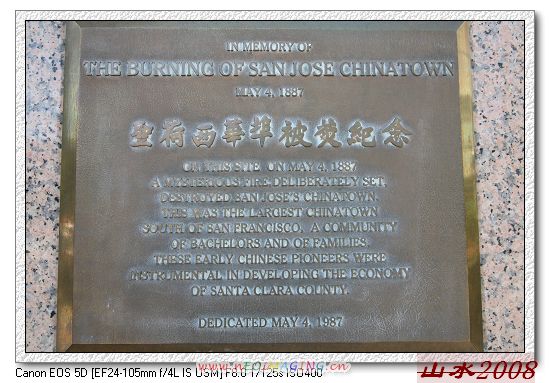 IN MEMORY OF
THE BURNING OF SAN JOSE CHINATOWN
MAY 4, 1887
聖荷西華埠被焚紀念
ON THIS SITE, ON MAY 4, 1887
A MYSTERIOUS FIRE DELIBERATELY SET,
DESTROYED SAN JOSE'S CHINATOWN.
THIS WAS THE LARGEST CHINATOWN
SOUTH OF SAN FRANCISCO, A COMMUNITY
OF BACHELORS AND OF FAMILIES.
THESE EARLY CHINESE PIONEERS WERE
INSTRUMENTAL IN DEVELOPING THE ECONOMY
OF SANTA CLARA COUNTY.
DEDICATED MAY 4, 1987
Canon EOS 5D [EF24-105mm f/4L IS USM] F8.0 1/125s ISO400
山水2008